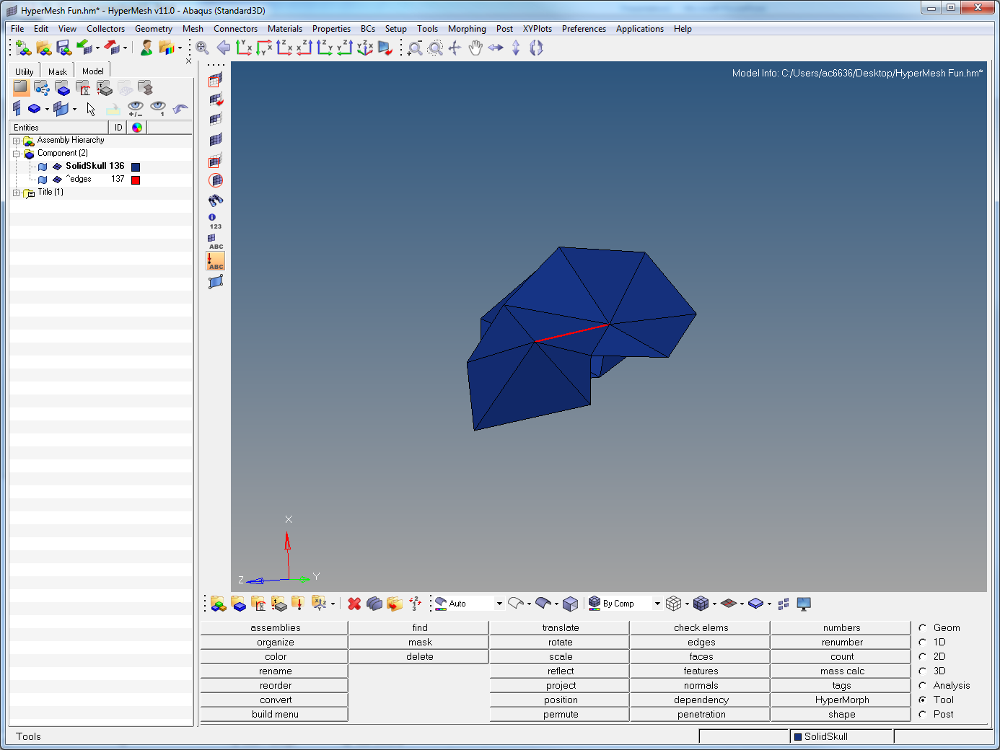 HyperMesh Fun.hm* - HyperMesh v11.0 - Abaqus (Standard3D)
File Edit View Collectors Geometry Mesh Connectors Materials Properties BCs Setup Tools Morphing Post XYPlots Preferences Applications Help
Utility Mask Model
Entities ID
Assembly Hierarchy
Component (2)
SolidSkull 136
^edges 137
Title (1)
123
ABC
ABC
Model Info: C:/Users/ac6636/Desktop/HyperMesh Fun.hm*
X
Z Y
Auto By Comp
assemblies find translate check elems numbers Geom
organize mask rotate edges renumber 1D
color delete scale faces count 2D
rename reflect features mass calc 3D
reorder project normals tags Analysis
convert position dependency HyperMorph Tool
build menu permute penetration shape Post
Tools SolidSkull